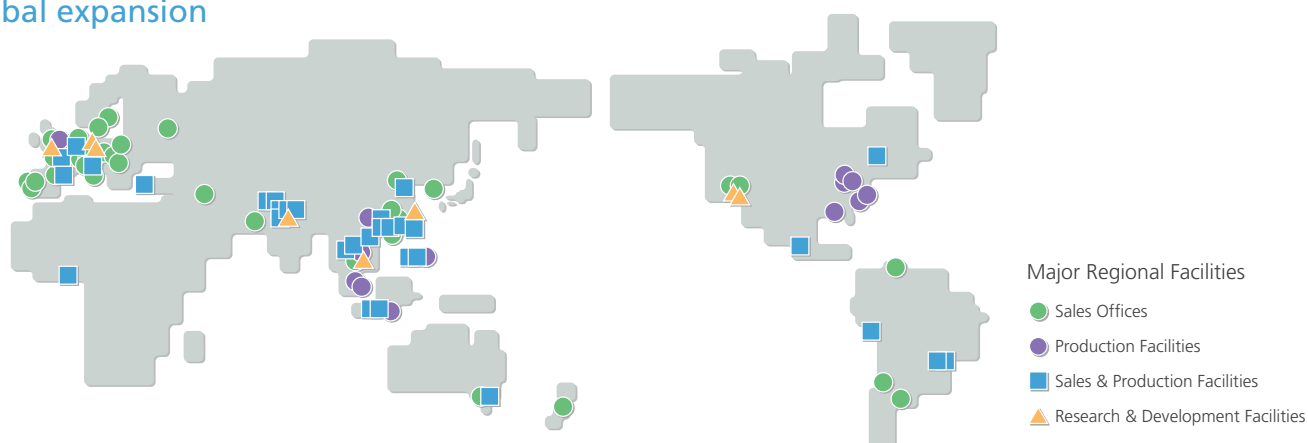 bal expansion
Major Regional Facilities
Sales Offices
Production Facilities
Sales & Production Facilities
Research & Development Facilities